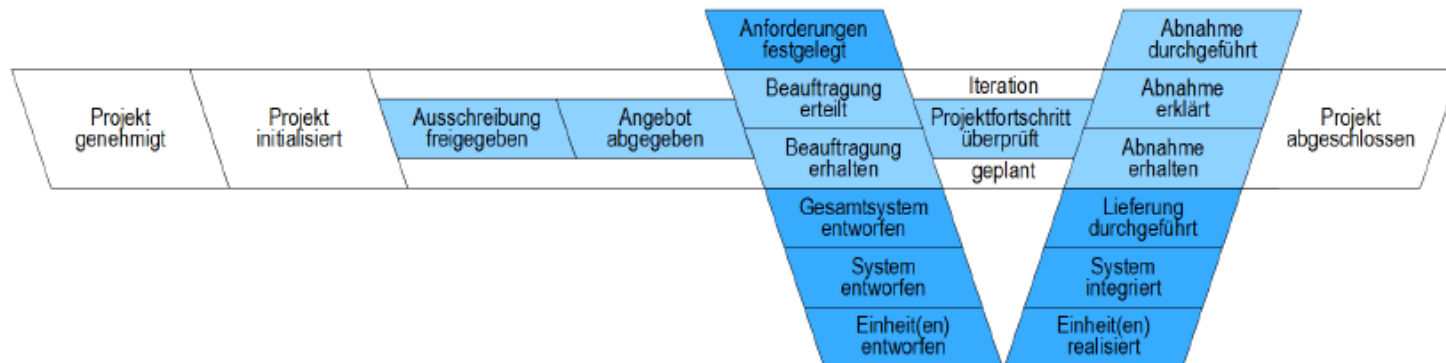 Projekt
genehmigt
Projekt
initialisiert
Ausschreibung
freigegeben
Angebot
abgegeben
Anforderungen
festgelegt
Beauftragung
erteilt
Beauftragung
erhalten
Gesamtsystem
entworfen
System
entworfen
Einheit(en)
entworfen
Iteration
Projektfortschritt
überprüft
geplant
Abnahme
durchgeführt
Abnahme
erklärt
Abnahme
erhalten
Lieferung
durchgeführt
System
integriert
Einheit(en)
realisiert
Projekt
abgeschlossen